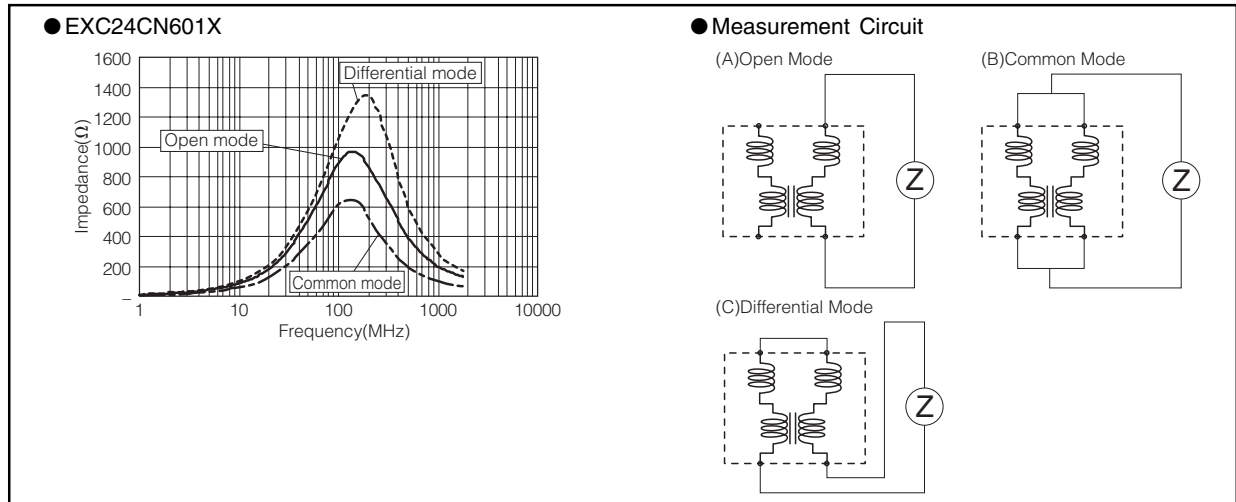 ● EXC24CN601X
1600
1400
1200
1000
800
600
400
200
–
Impedance(Ω)
Differential mode
Open mode
Common mode
1 10 100 1000 10000
Frequency(MHz)
● Measurement Circuit
(A)Open Mode
Z
(B)Common Mode
Z
(C)Differential Mode
Z